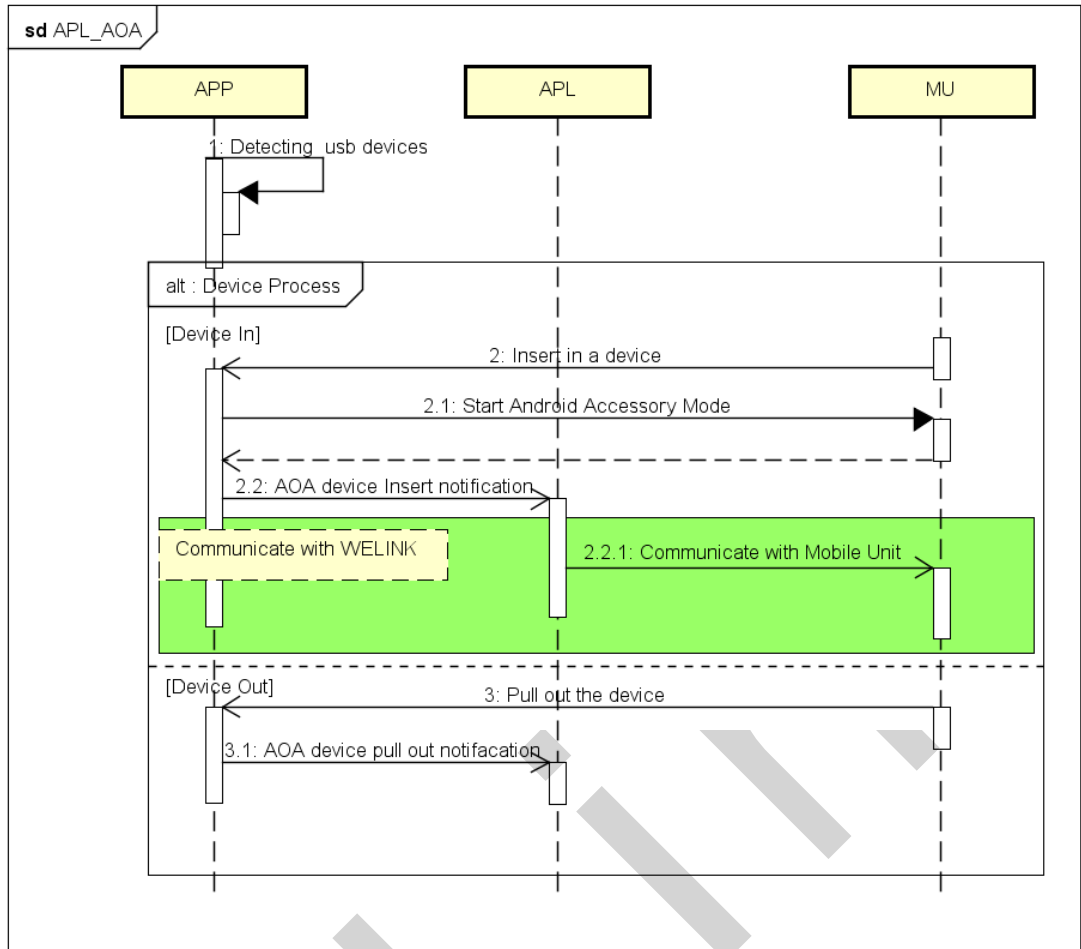 sd APL_AOA
APP
APL
MU
1: Detecting usb devices
alt : Device Process
[Device In]
2: Insert in a device
2.1: Start Android Accessory Mode
2.2: AOA device Insert notification
Communicate with WELINK
2.2.1: Communicate with Mobile Unit
[Device Out]
3: Pull out the device
3.1: AOA device pull out notifacation